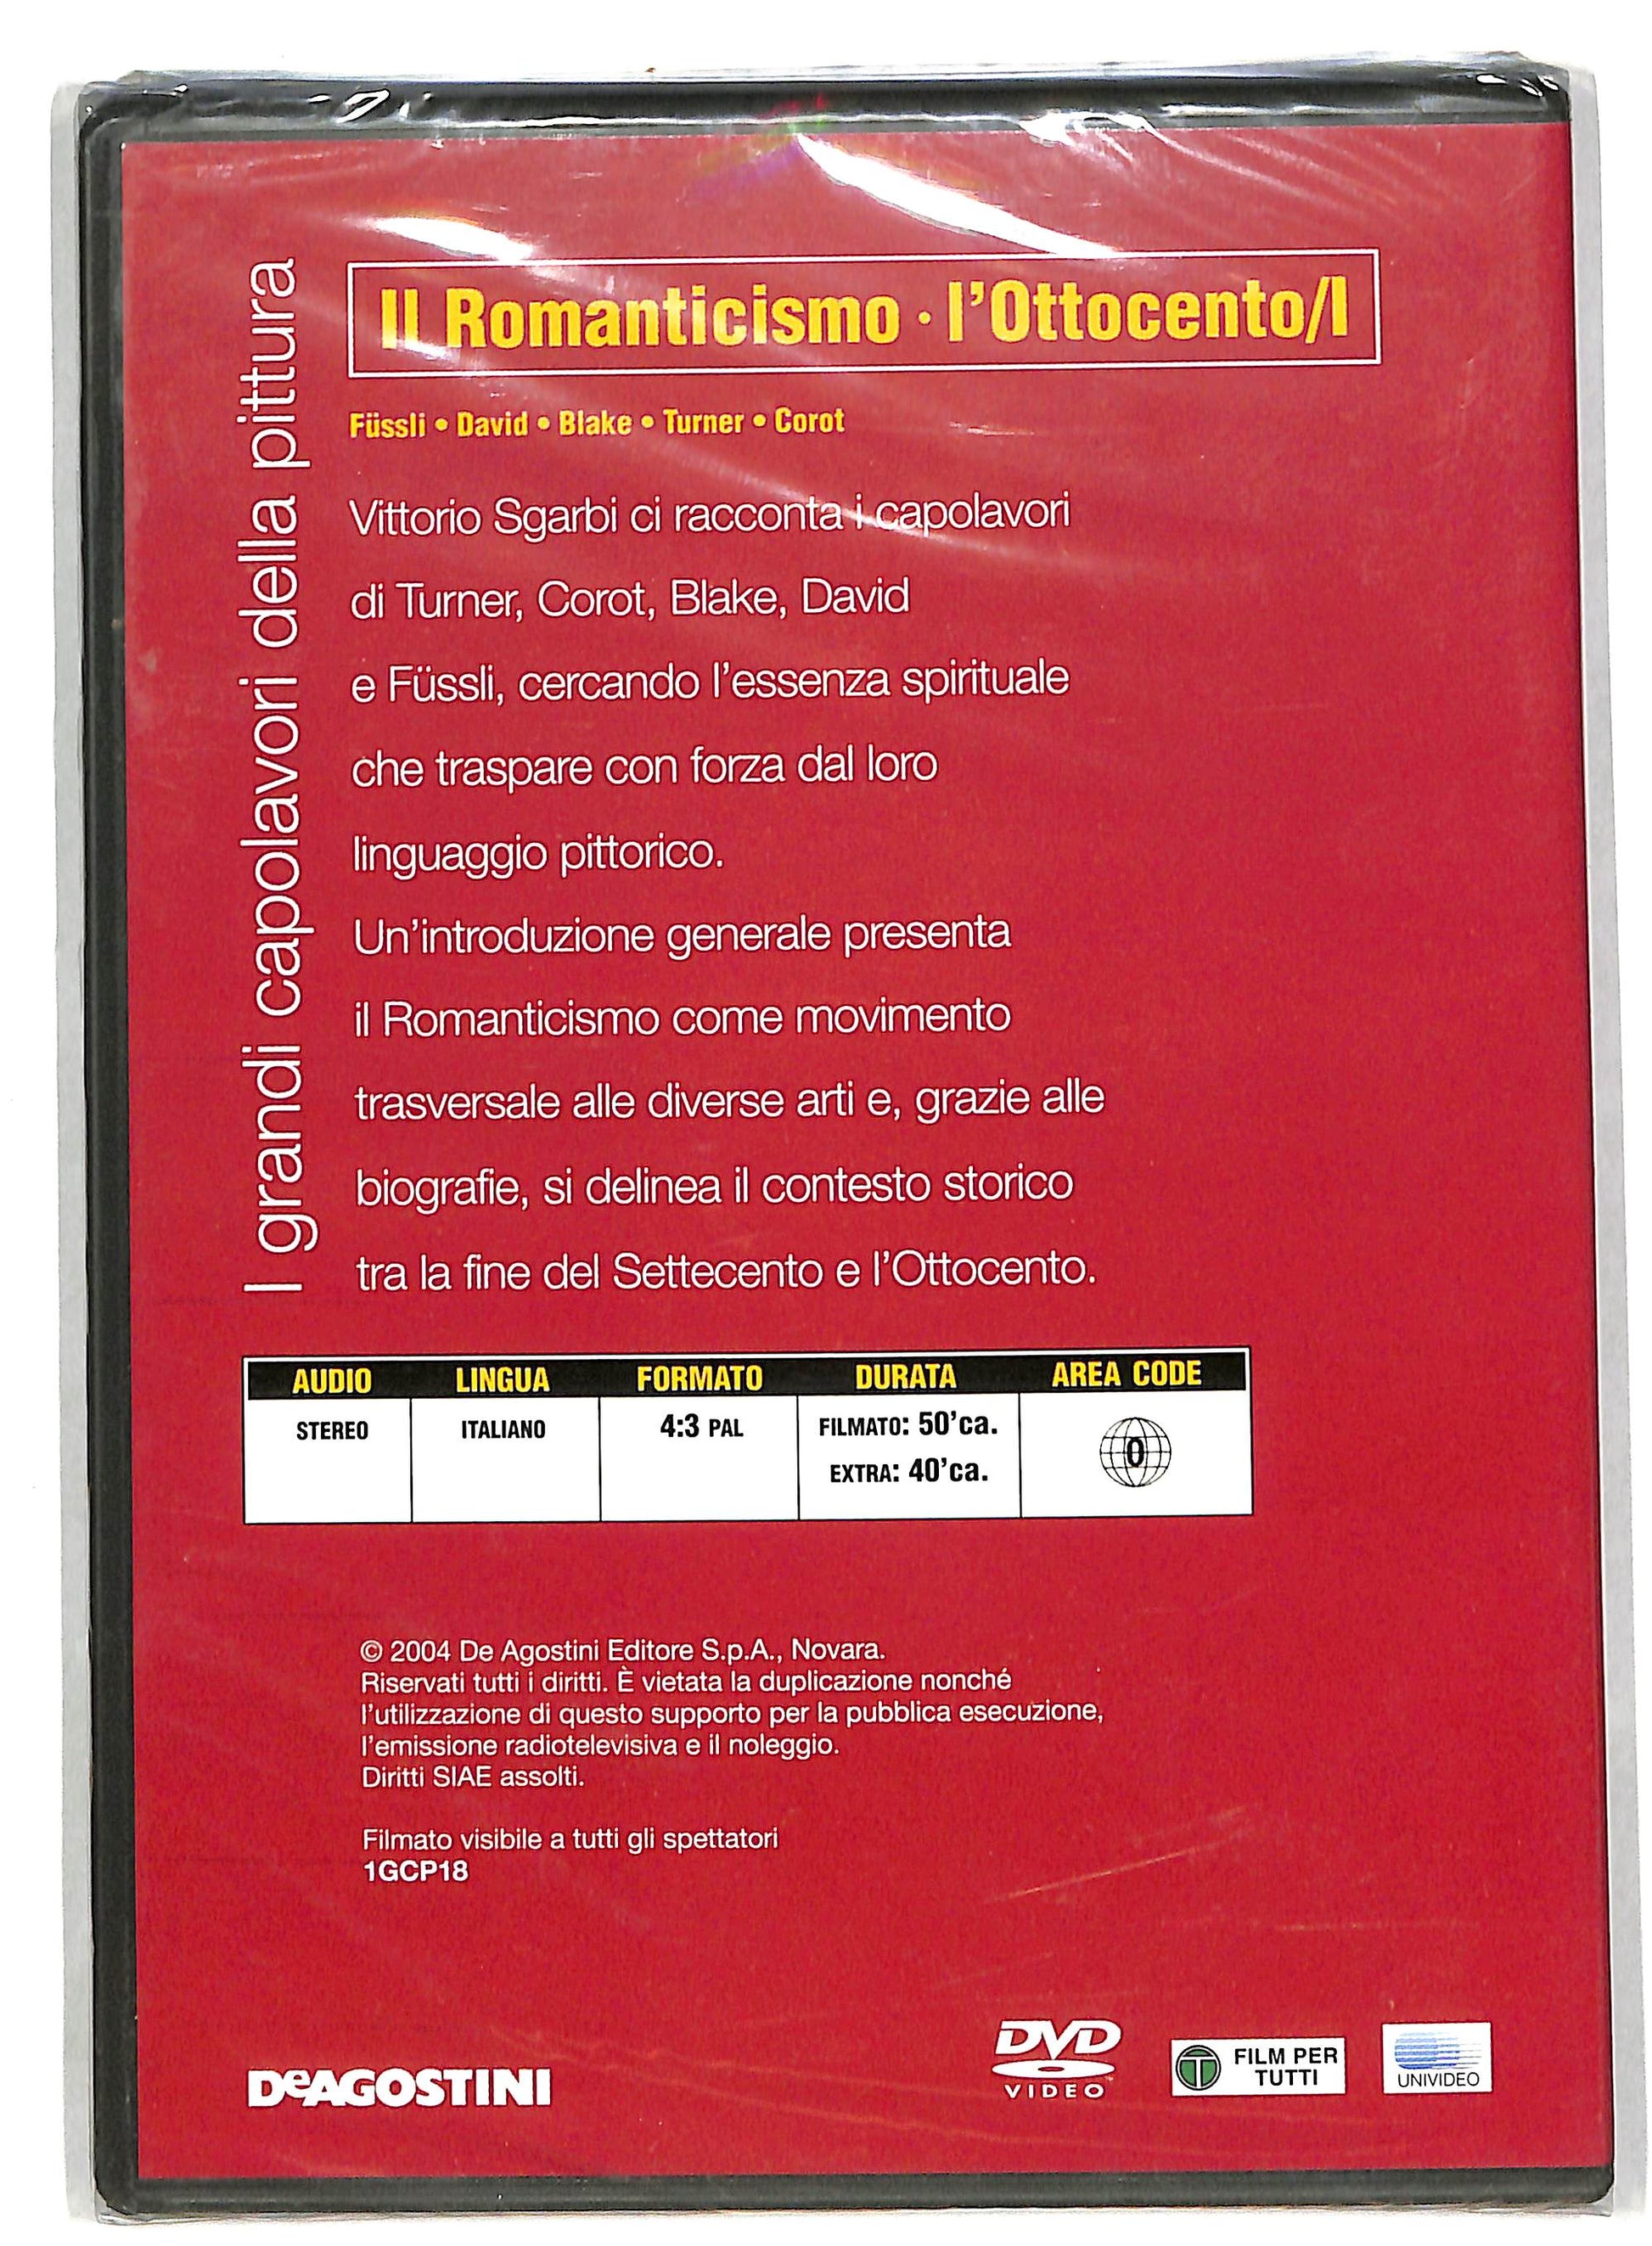 I grandi capolavori della pittura
Il Romanticismo · l'Ottocento/I
Füssli • David • Blake • Turner • Corot
Vittorio Sgarbi ci racconta i capolavori
di Turner, Corot, Blake, David
e Füssli, cercando l'essenza spirituale
che traspare con forza dal loro
linguaggio pittorico.
Un'introduzione generale presenta
il Romanticismo come movimento
trasversale alle diverse arti e, grazie alle
biografie, si delinea il contesto storico
tra la fine del Settecento e l'Ottocento.
AUDIO LINGUA FORMATO DURATA AREA CODE
STEREO ITALIANO 4:3 PAL FILMATO: 50'ca. 0
EXTRA: 40'ca.
© 2004 De Agostini Editore S.p.A., Novara.
Riservati tutti i diritti. È vietata la duplicazione nonché
l'utilizzazione di questo supporto per la pubblica esecuzione,
l'emissione radiotelevisiva e il noleggio.
Diritti SIAE assolti.
Filmato visibile a tutti gli spettatori
1GCP18
DeAGOSTINI
DVD
VIDEO
T FILM PER
TUTTI
UNIVIDEO